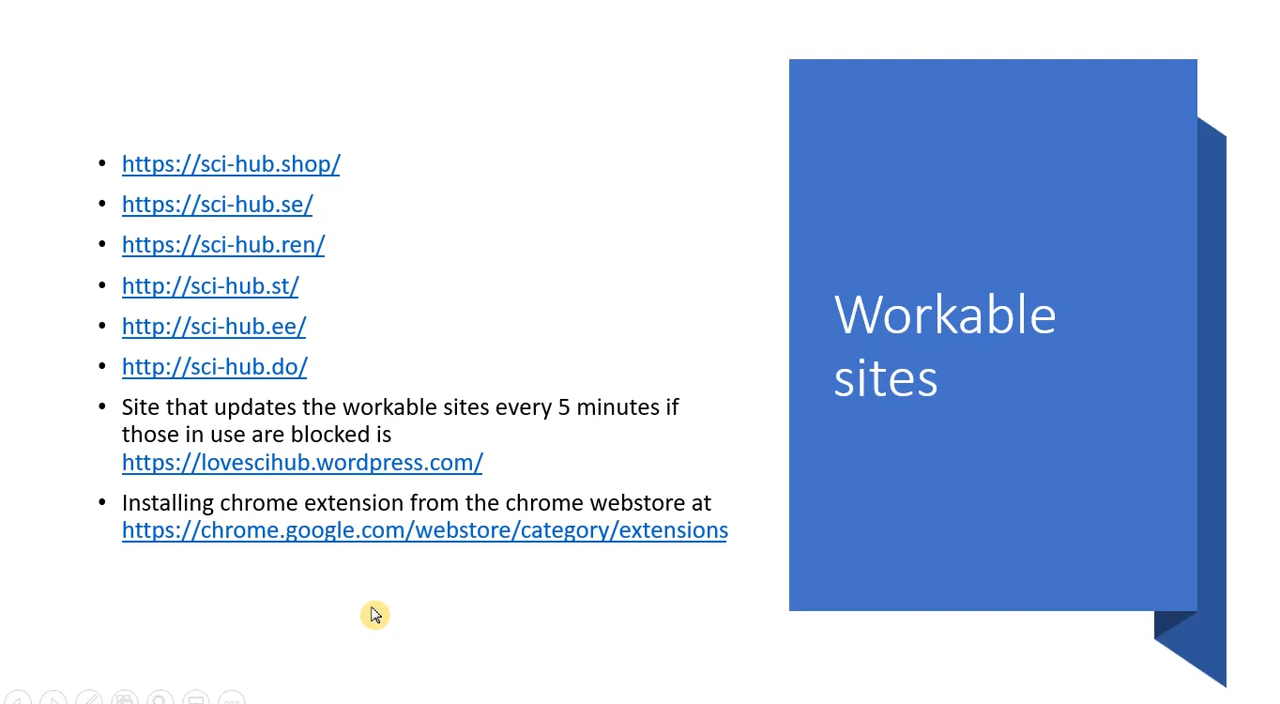 • https://sci-hub.shop/
• https://sci-hub.se/
• https://sci-hub.ren/
• http://sci-hub.st/
• http://sci-hub.ee/
• http://sci-hub.do/
• Site that updates the workable sites every 5 minutes if
those in use are blocked is
https://lovescihub.wordpress.com/
• Installing chrome extension from the chrome webstore at
https://chrome.google.com/webstore/category/extensions
Workable
sites